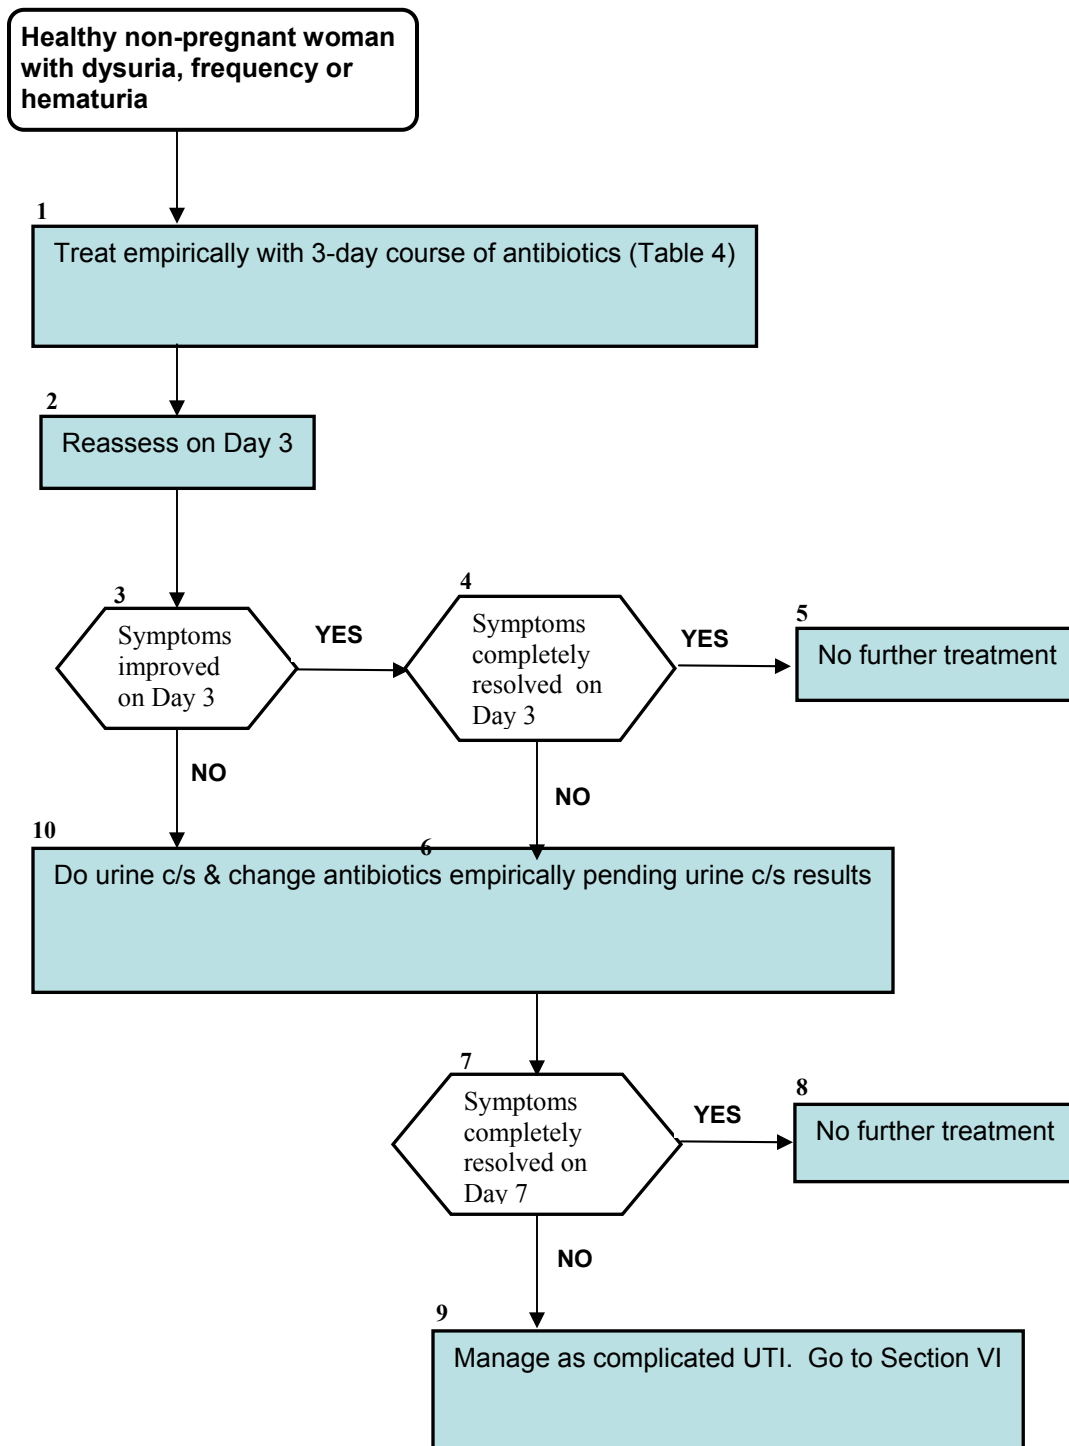 Healthy non-pregnant woman
with dysuria, frequency or
hematuria
1
Treat empirically with 3-day course of antibiotics (Table 4)
2
Reassess on Day 3
3
Symptoms
improved
on Day 3
YES
4
Symptoms
completely
resolved on
Day 3
YES
5
No further treatment
NO
NO
10
6
Do urine c/s & change antibiotics empirically pending urine c/s results
7
Symptoms
completely
resolved on
Day 7
YES
8
No further treatment
NO
9
Manage as complicated UTI. Go to Section VI